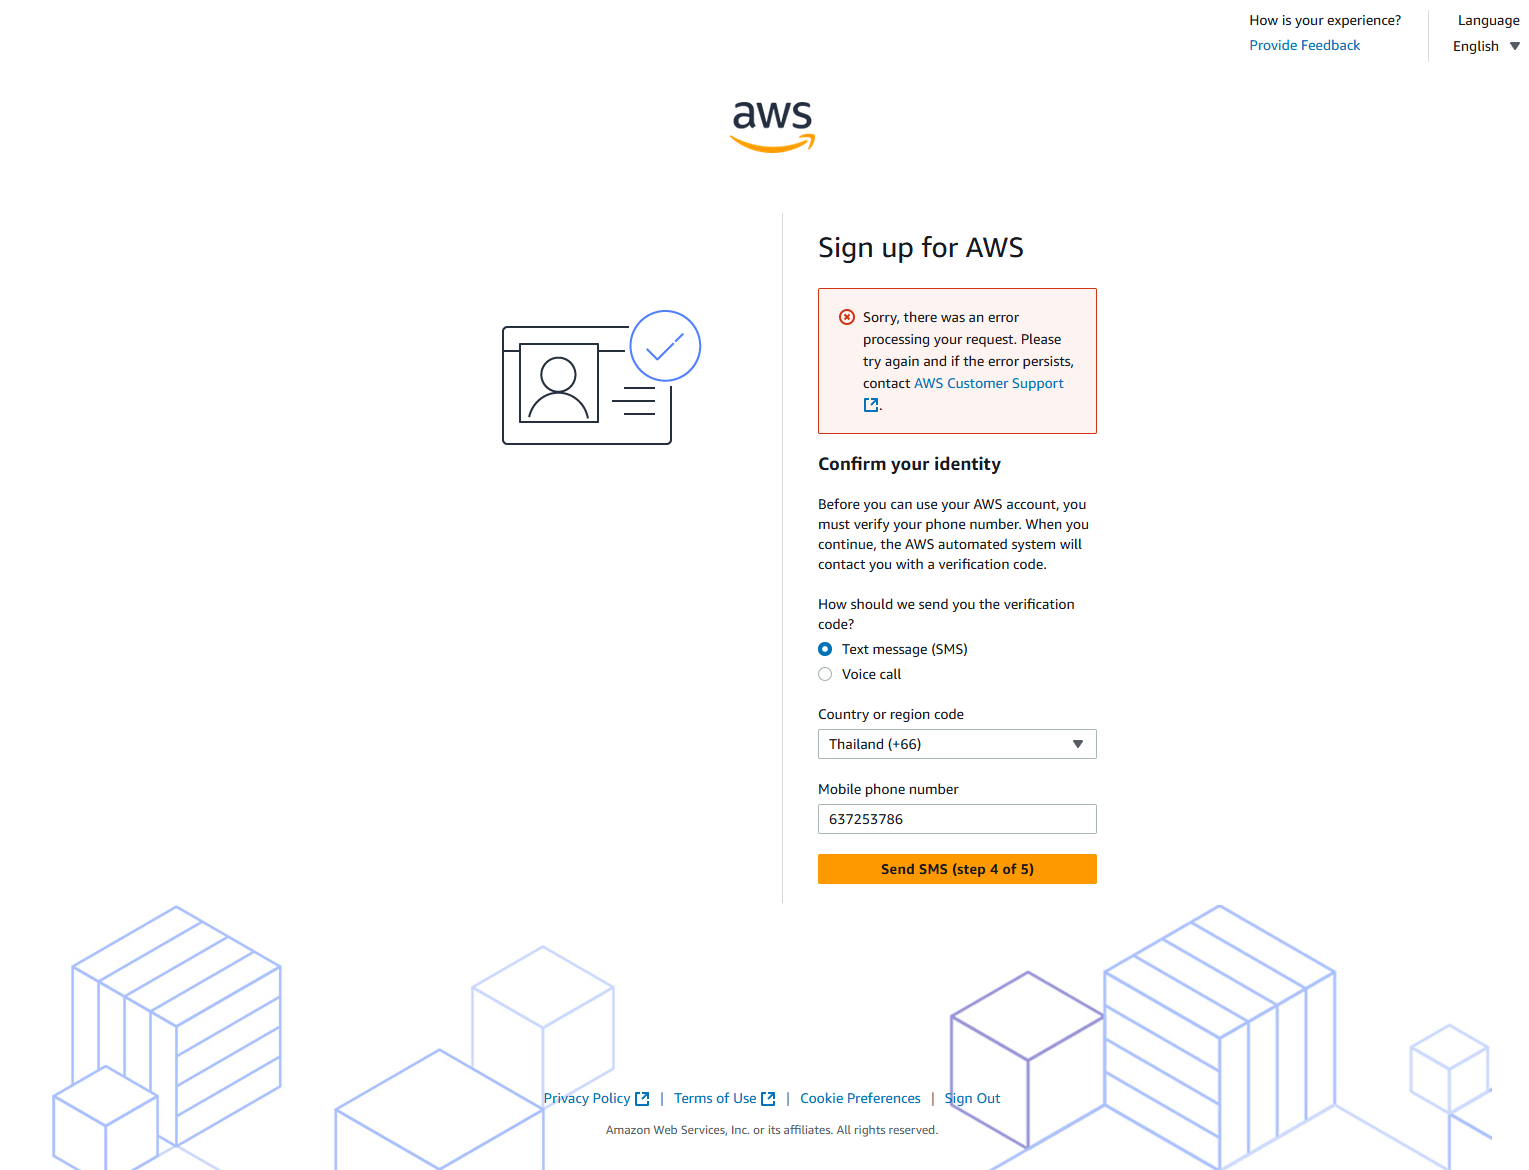 How is your experience?
Provide Feedback
Language
English
aws
Sign up for AWS
Sorry, there was an error
processing your request. Please
try again and if the error persists,
contact AWS Customer Support
.
Confirm your identity
Before you can use your AWS account, you
must verify your phone number. When you
continue, the AWS automated system will
contact you with a verification code.
How should we send you the verification
code?
Text message (SMS)
Voice call
Country or region code
Thailand (+66)
Mobile phone number
637253786
Send SMS (step 4 of 5)
Privacy Policy | Terms of Use | Cookie Preferences | Sign Out
Amazon Web Services, Inc. or its affiliates. All rights reserved.